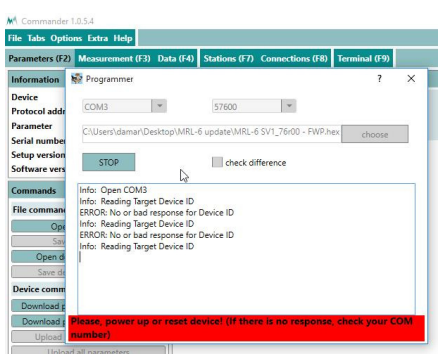 Commander 1.0.5.4
File Tabs Options Extra Help
Parameters (F2) Measurement (F3) Data (F4) Stations (F7) Connections (F8) Terminal (F9)
Information
Programmer ? X
Device
Protocol addr
Parameter
Serial number
Setup version
Software vers
COM3 57600
C:\Users\damar\Desktop\MRL-6 update\MRL-6 SV1_76r00 - FWP.hex choose
STOP check difference
Commands
File comman
Ope
Sav
Open de
Save de
Device comm
Download p
Download p
Upload
Upload all parameters
Info: Open COM3
Info: Reading Target Device ID
ERROR: No or bad response for Device ID
Info: Reading Target Device ID
ERROR: No or bad response for Device ID
Info: Reading Target Device ID
Please, power up or reset device! (If there is no response, check your COM
number)